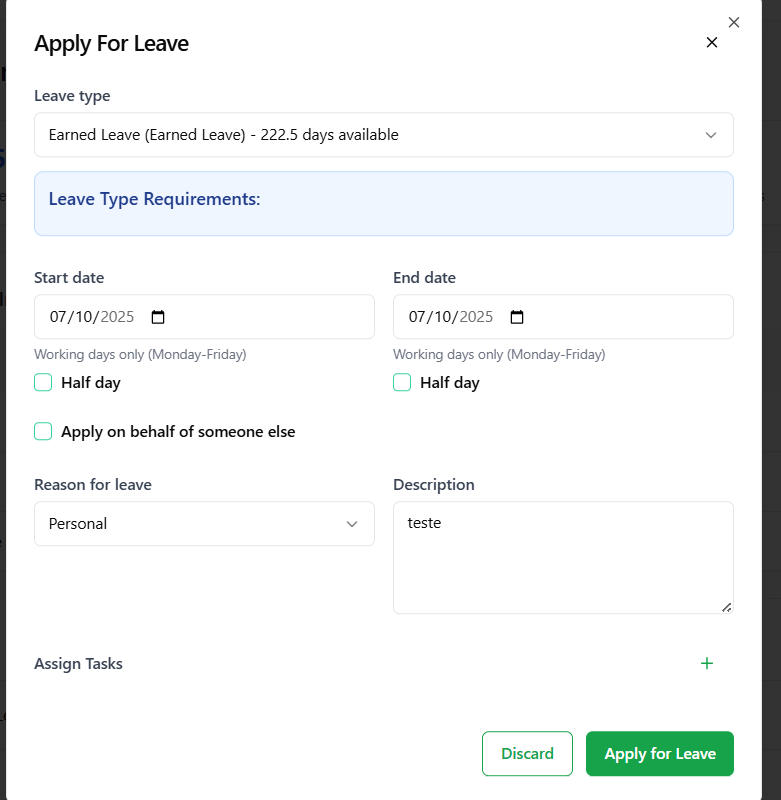 Apply For Leave
Leave type
Earned Leave (Earned Leave) - 222.5 days available
Leave Type Requirements:
Start date
End date
07/10/2025
07/10/2025
Working days only (Monday-Friday)
Working days only (Monday-Friday)
Half day
Half day
Apply on behalf of someone else
Reason for leave
Description
Personal
teste
Assign Tasks
Discard
Apply for Leave